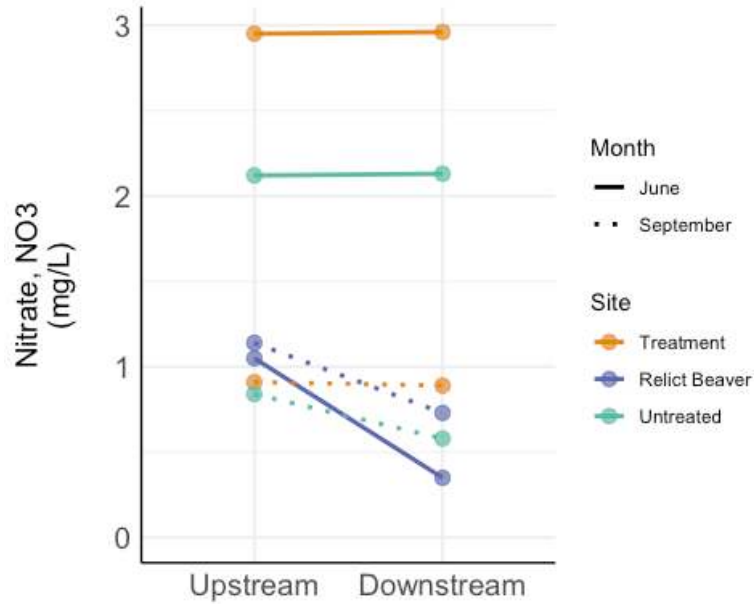 Nitrate, NO3
(mg/L)
3
2
1
0
Upstream
Downstream
Month
June
September
Site
Treatment
Relict Beaver
Untreated